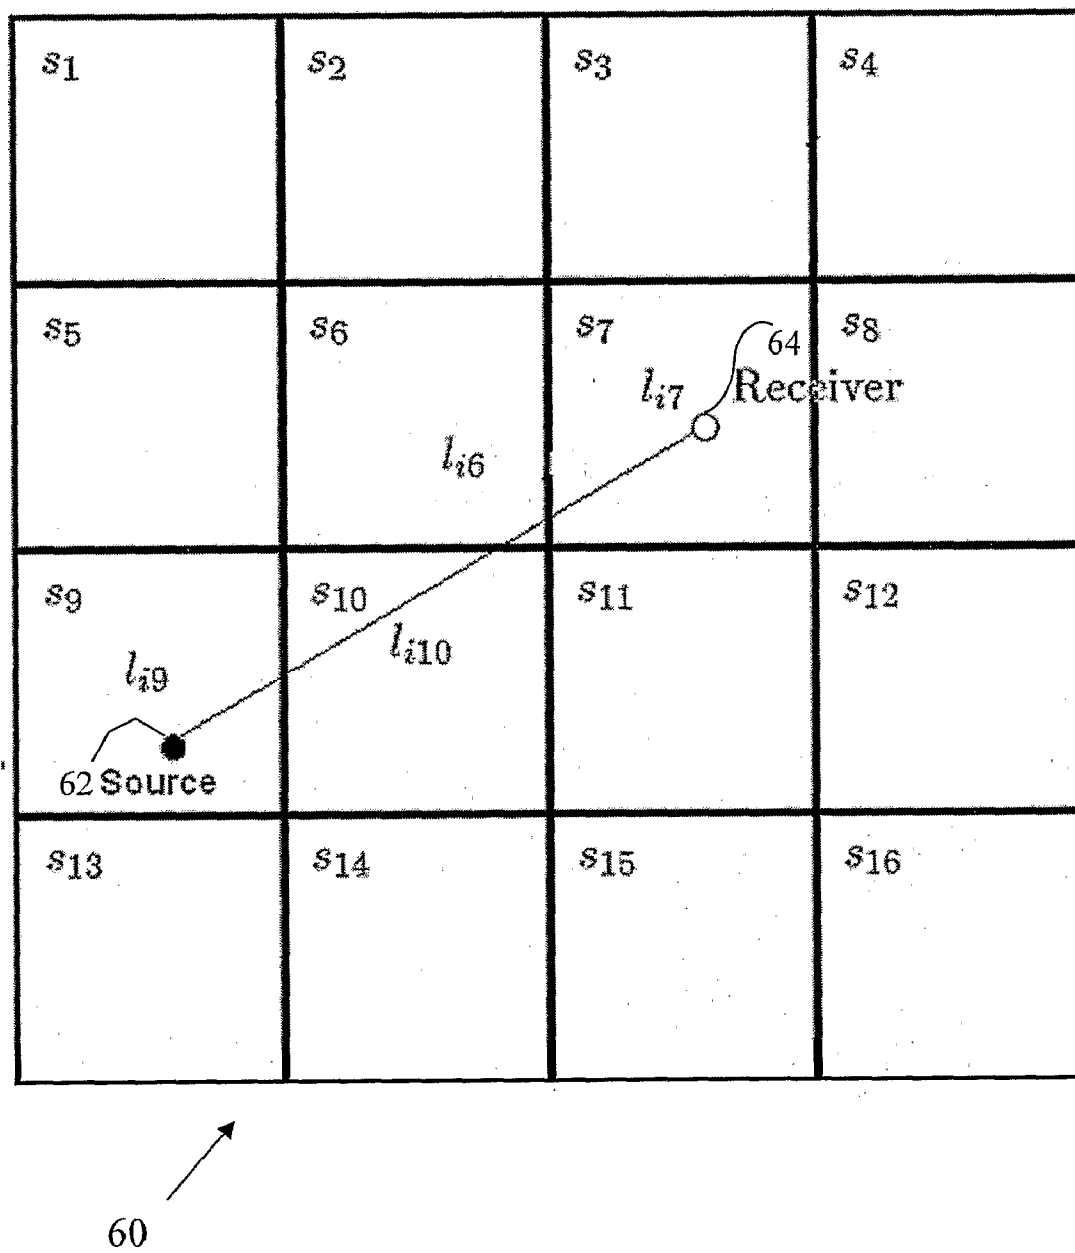 s1 s2 s3 s4
s5 s6 s7 s8
64
li7 Receiver
li6
s9 s10 s11 s12
li10
li9
62 Source
s13 s14 s15 s16
60